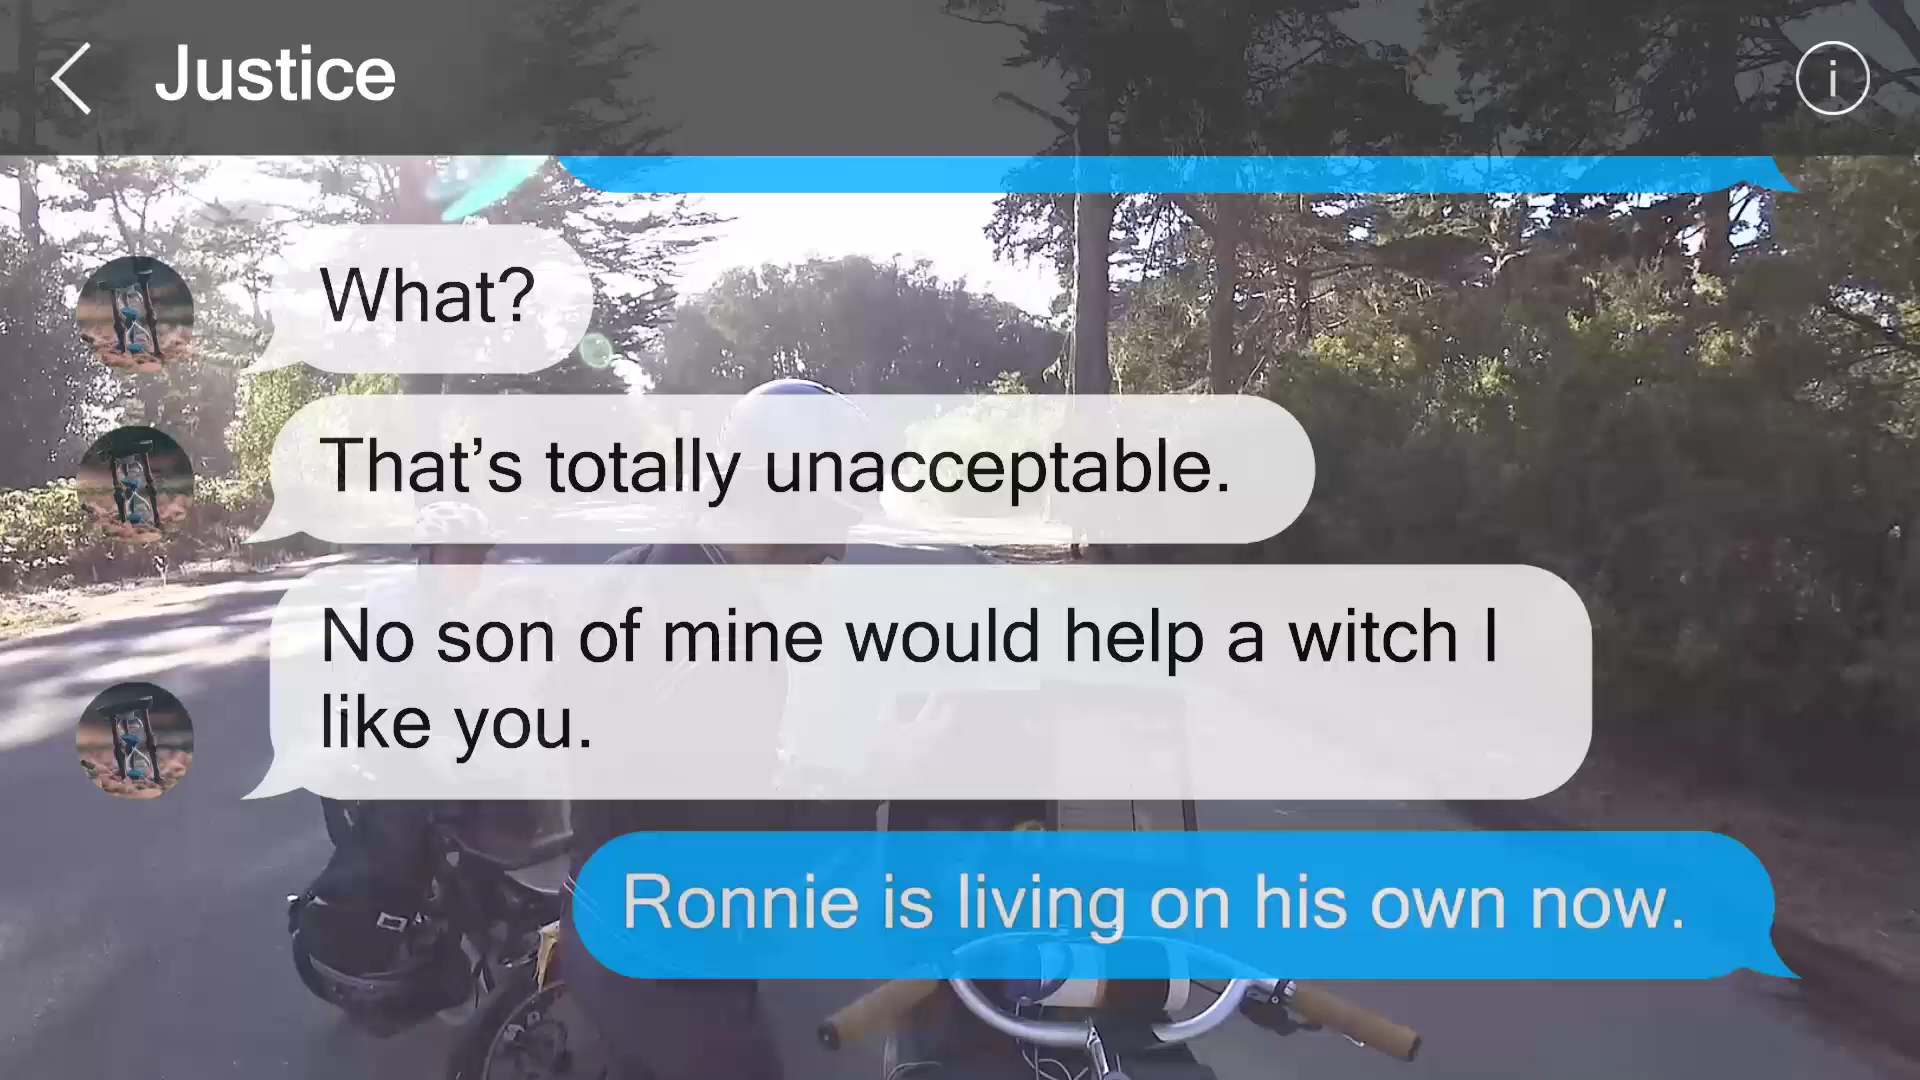 Justice
What?
That’s totally unacceptable.
No son of mine would help a witch I
like you.
Ronnie is living on his own now.